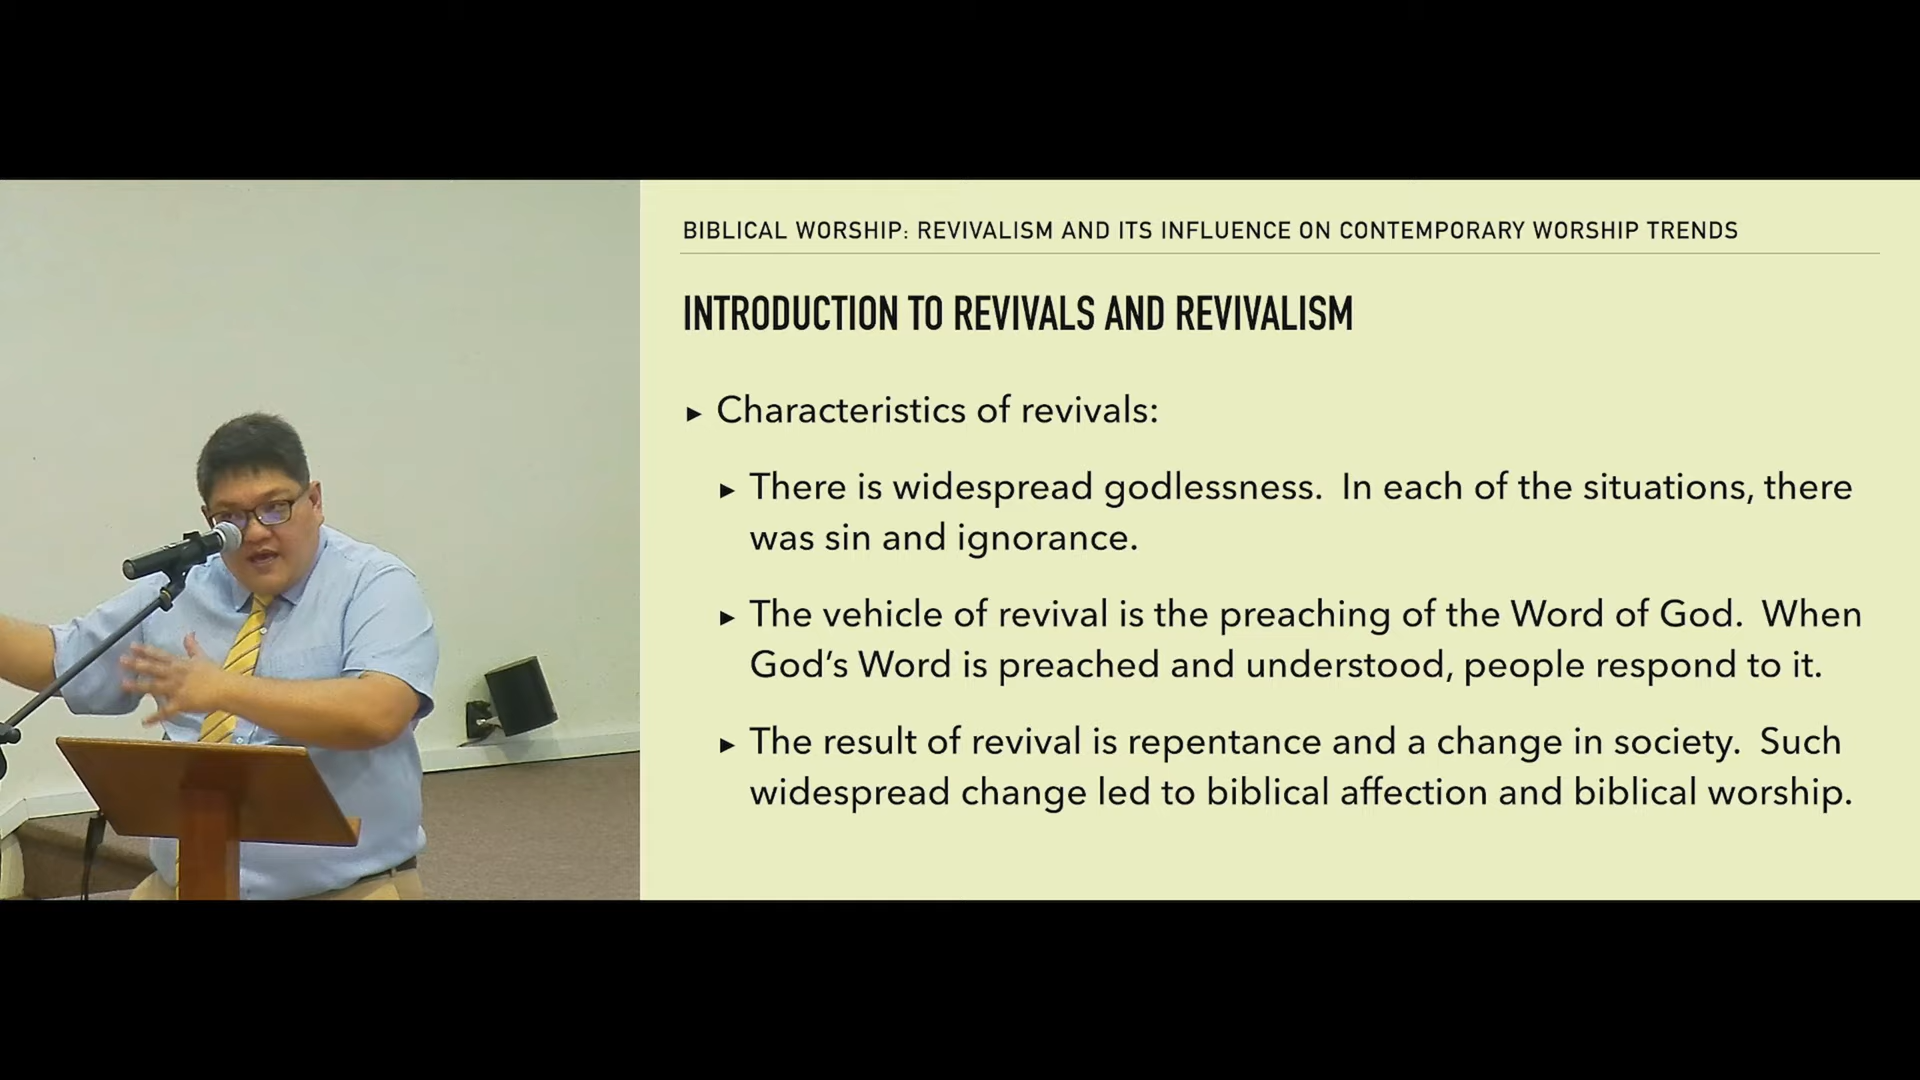 BIBLICAL WORSHIP: REVIVALISM AND ITS INFLUENCE ON CONTEMPORARY WORSHIP TRENDS
INTRODUCTION TO REVIVALS AND REVIVALISM
▸ Characteristics of revivals:
▸ There is widespread godlessness.  In each of the situations, there
was sin and ignorance.
▸ The vehicle of revival is the preaching of the Word of God.  When
God’s Word is preached and understood, people respond to it.
▸ The result of revival is repentance and a change in society.  Such
widespread change led to biblical affection and biblical worship.